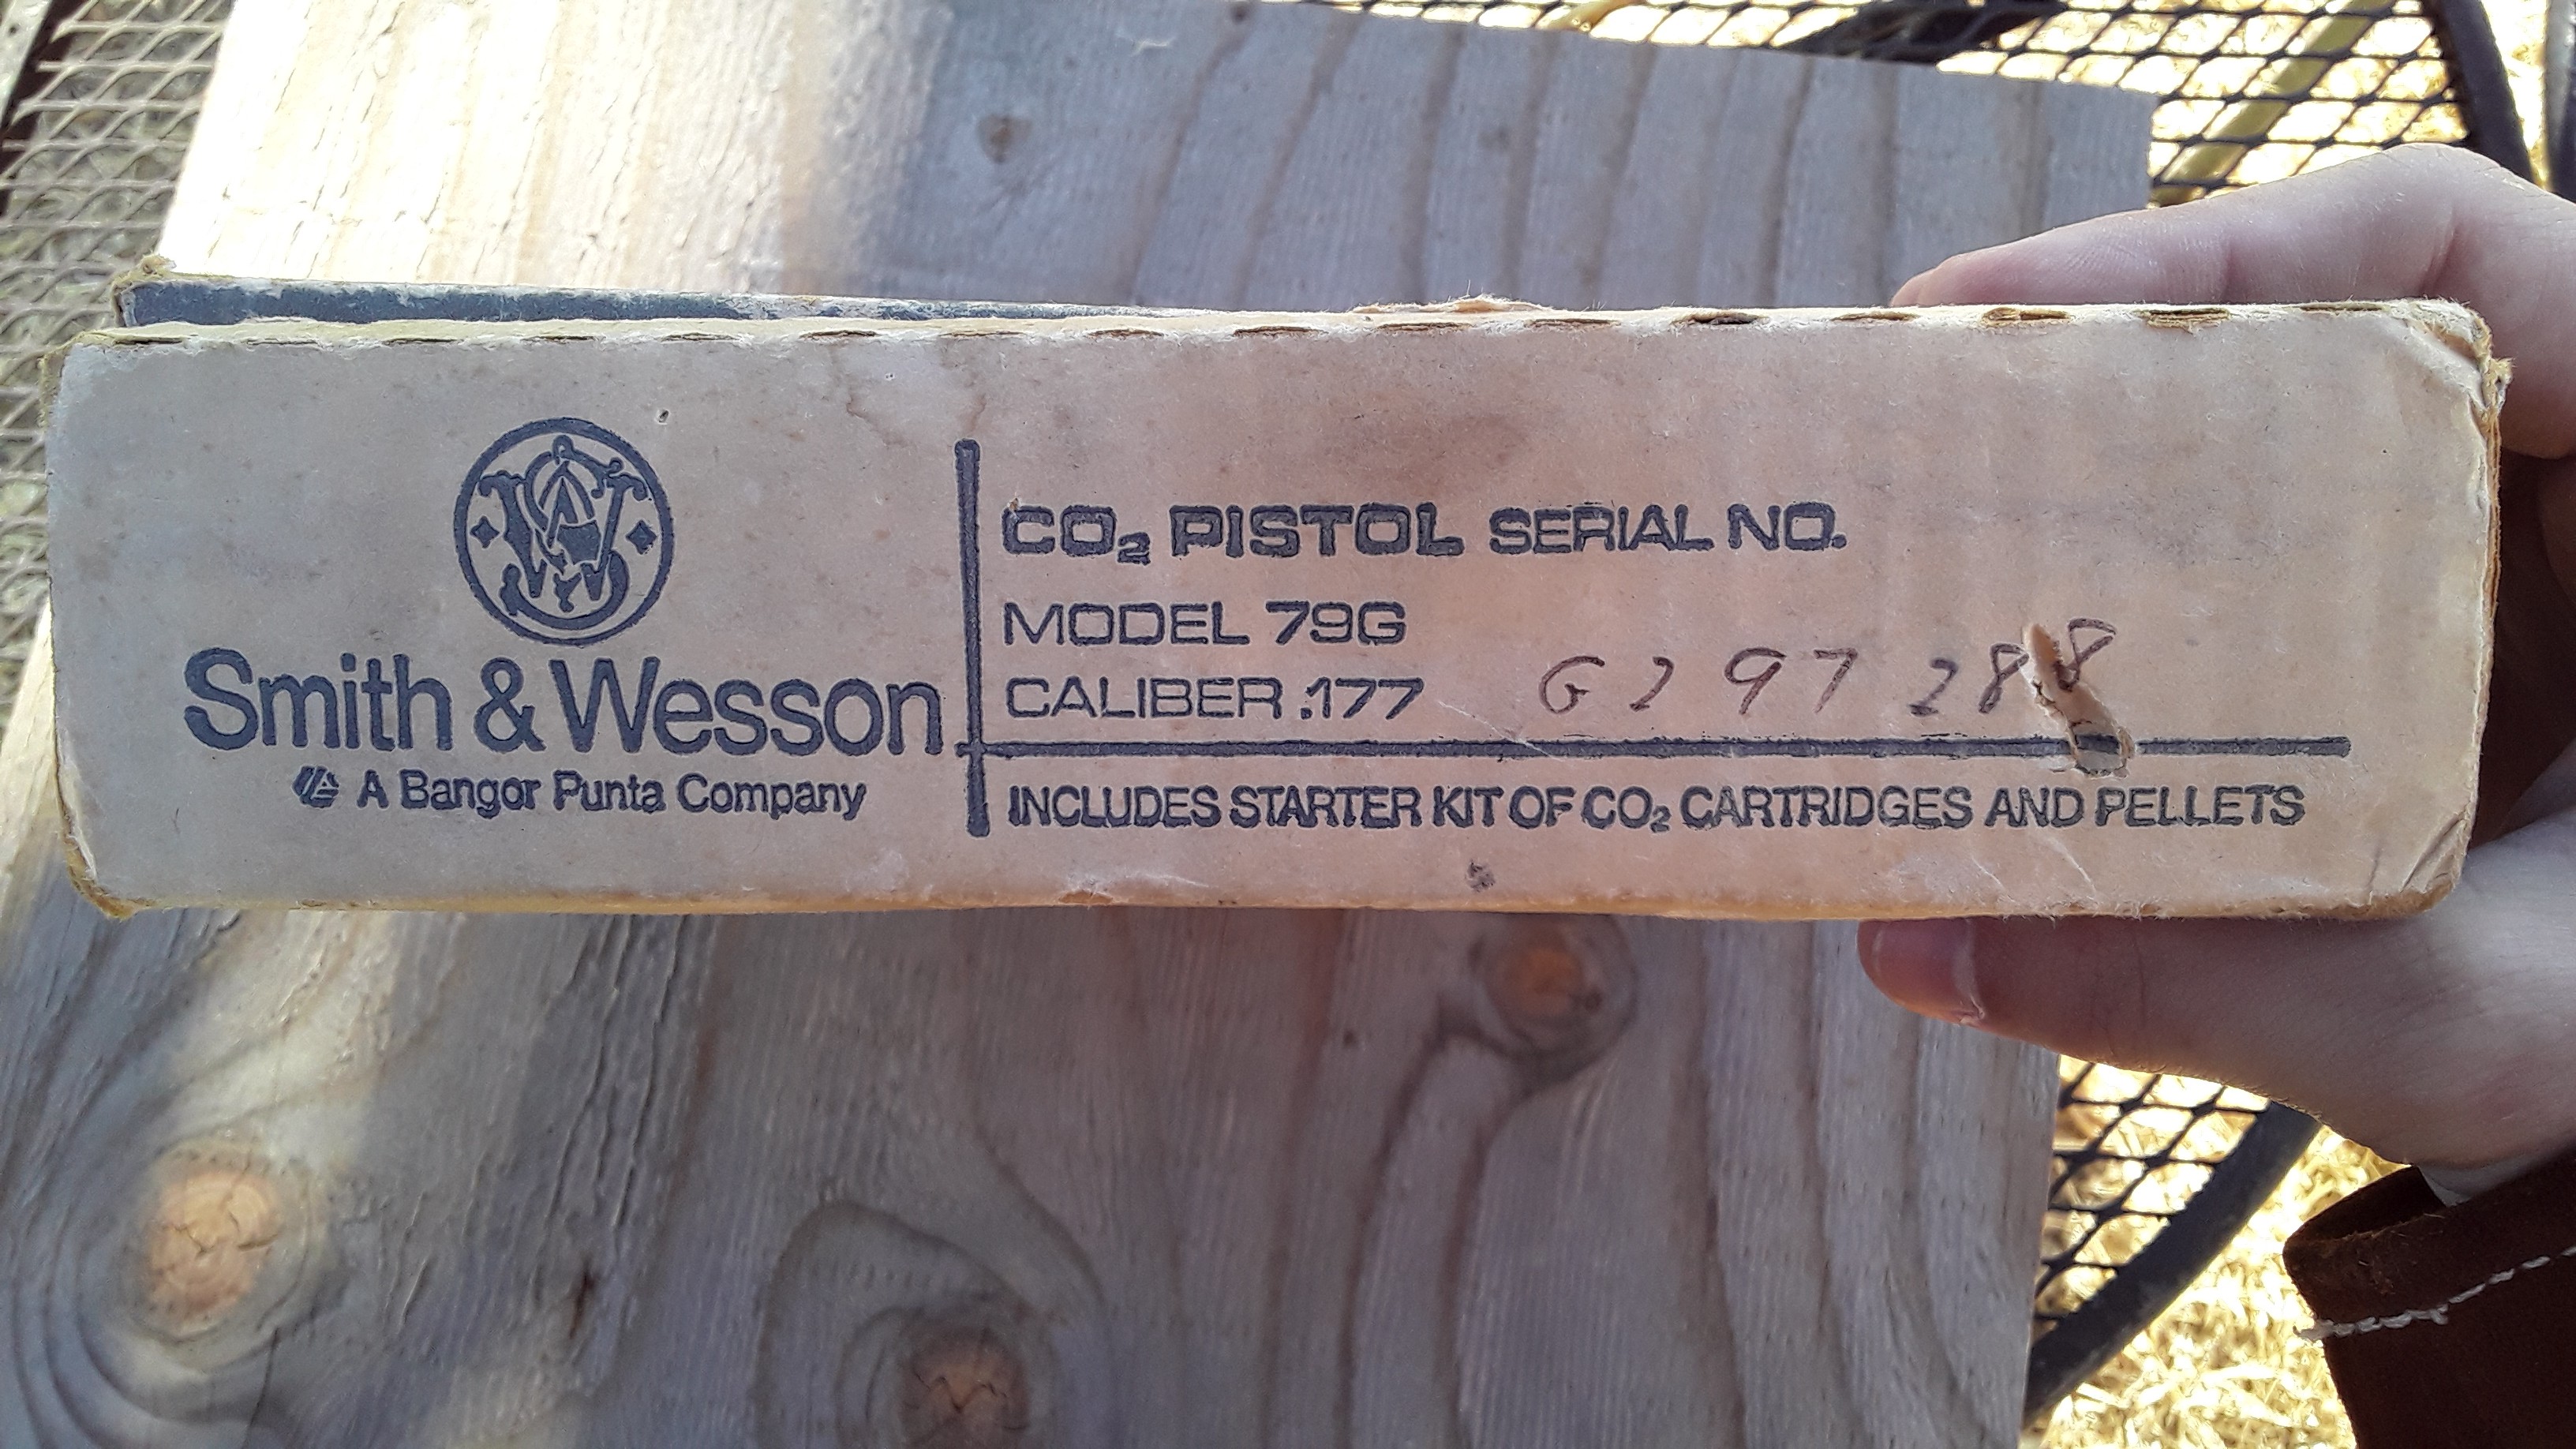 Smith & Wesson
A Bangor Punta Company
CO₂ PISTOL SERIAL NO.
MODEL 79G
CALIBER .177 G297288
INCLUDES STARTER KIT OF CO₂ CARTRIDGES AND PELLETS